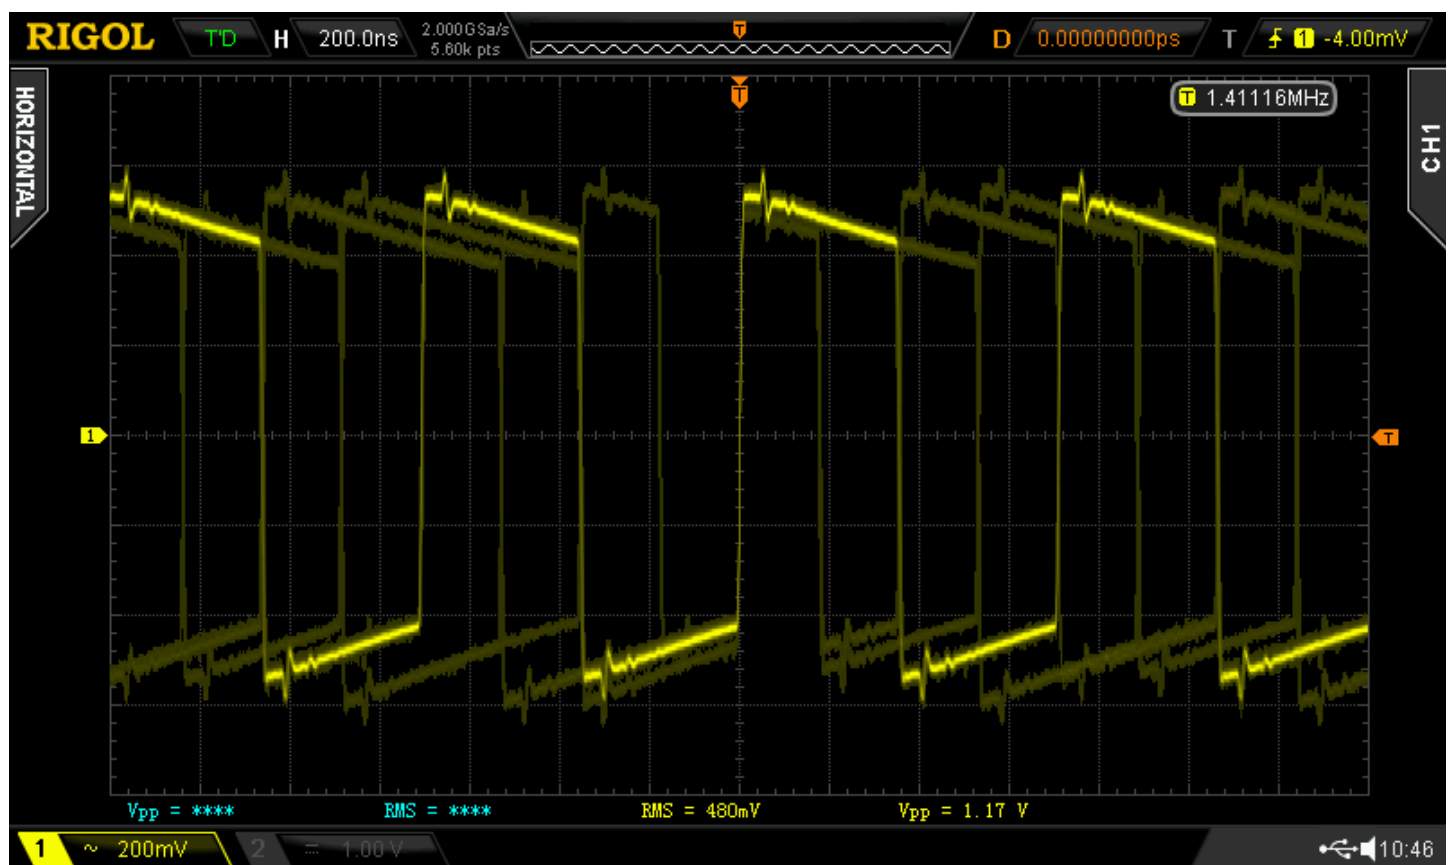 RIGOL T'D H 200.0ns 2.000GSa/s 5.60k pts T D 0.00000000ps T 1 -4.00mV
HORIZONTAL
T
T 1.41116MHz
CH1
1
T
Vpp = **** RMS = **** RMS = 480mV Vpp = 1.17 V
1 ~ 200mV 2 = 1.00 V 10:46